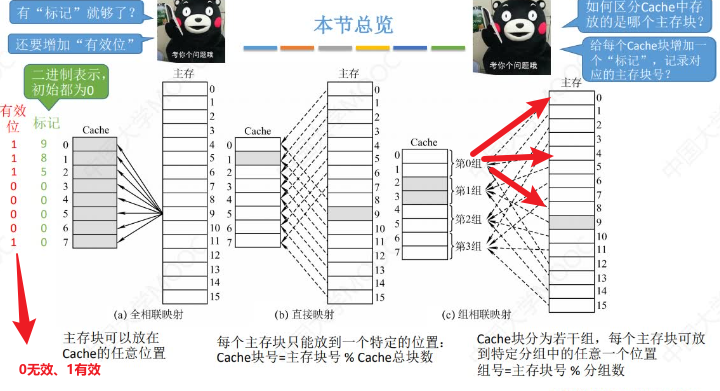 本节总览
有“标记”就够了？
还要增加“有效位”
考你个问题哦
如何区分Cache中存
放的是哪个主存块？
给每个Cache块增加一
个“标记”，记录对
应的主存块号？
考你个问题哦
二进制表示，
初始都为0
有效
位
标记
1 9
1 8
1 5
0 0
0 0
0 0
0 0
1 0
Cache
0
1
2
3
4
5
6
7
主存
0
1
2
3
4
5
6
7
8
9
10
11
12
13
14
15
(a) 全相联映射
Cache
0
1
2
3
4
5
6
7
主存
0
1
2
3
4
5
6
7
8
9
10
11
12
13
14
15
(b) 直接映射
Cache
0
1
2
3
4
5
6
7
第0组
第1组
第2组
第3组
主存
0
1
2
3
4
5
6
7
8
9
10
11
12
13
14
15
(c) 组相联映射
0无效、1有效
主存块可以放在
Cache的任意位置
每个主存块只能放到一个特定的位置：
Cache块号=主存块号 % Cache总块数
Cache块分为若干组，每个主存块可放
到特定分组中的任意一个位置
组号=主存块号 % 分组数